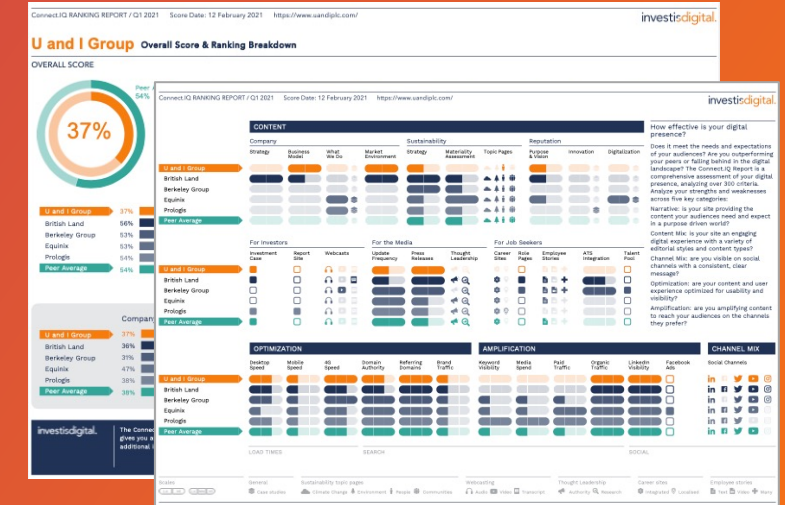 Connect.IQ RANKING REPORT / Q1 2021 Score Date: 12 February 2021 https://www.uandiplc.com/
investisdigital.
U and I Group Overall Score & Ranking Breakdown
OVERALL SCORE
Peer
54%
37%
U and I Group 37%
British Land 56%
Berkeley Group 53%
Equinix 53%
Prologis 54%
Peer Average 54%
Compan
U and I Group 37%
British Land 36%
Berkeley Group 31%
Equinix 47%
Prologis 38%
Peer Average 38%
investisdigital.
The Connec
gives you a
additional
Connect.IQ RANKING REPORT / Q1 2021 Score Date: 12 February 2021 https://www.uandiplc.com/
investisdigital.
CONTENT
Company Sustainability Reputation
Strategy Business Model What We Do Market Environment Strategy Materiality Assessment Topic Pages Purpose & Vision Innovation Digitalization
U and I Group
British Land
Berkeley Group
Equinix
Prologis
Peer Average
For Investors For the Media For Job Seekers
Investment Case Report Site Webcasts Update Frequency Press Releases Thought Leadership Career Sites Role Pages Employee Stories ATS Integration Talent Pool
U and I Group
British Land
Berkeley Group
Equinix
Prologis
Peer Average
How effective is your digital
presence?
Does it meet the needs and expectations
of your audiences? Are you outperforming
your peers or falling behind in the digital
landscape? The Connect.IQ Report is a
comprehensive assessment of your digital
presence, analyzing over 300 criteria.
Analyze your strengths and weaknesses
across five key categories:
Narrative: is your site providing the
content your audiences need and expect
in a purpose driven world?
Content Mix: is your site an engaging
digital experience with a variety of
editorial styles and content types?
Channel Mix: are you visible on social
channels with a consistent, clear
message?
Optimization: are your content and user
experience optimized for usability and
visibility?
Amplification: are you amplifying content
to reach your audiences on the channels
they prefer?
OPTIMIZATION AMPLIFICATION CHANNEL MIX
Desktop Speed Mobile Speed 4G Speed Domain Authority Referring Domains Brand Traffic Keyword Visibility Media Spend Paid Traffic Organic Traffic LinkedIn Visibility Facebook Ads Social Channels
U and I Group
British Land
Berkeley Group
Equinix
Prologis
Peer Average
LOAD TIMES SEARCH SOCIAL
Scales General Sustainability topic pages Webcasting Thought Leadership Career sites Employee stories
Case studies Climate Change Environment People Communities Audio Video Transcript Authority Research Integrated Localised Text Video Many